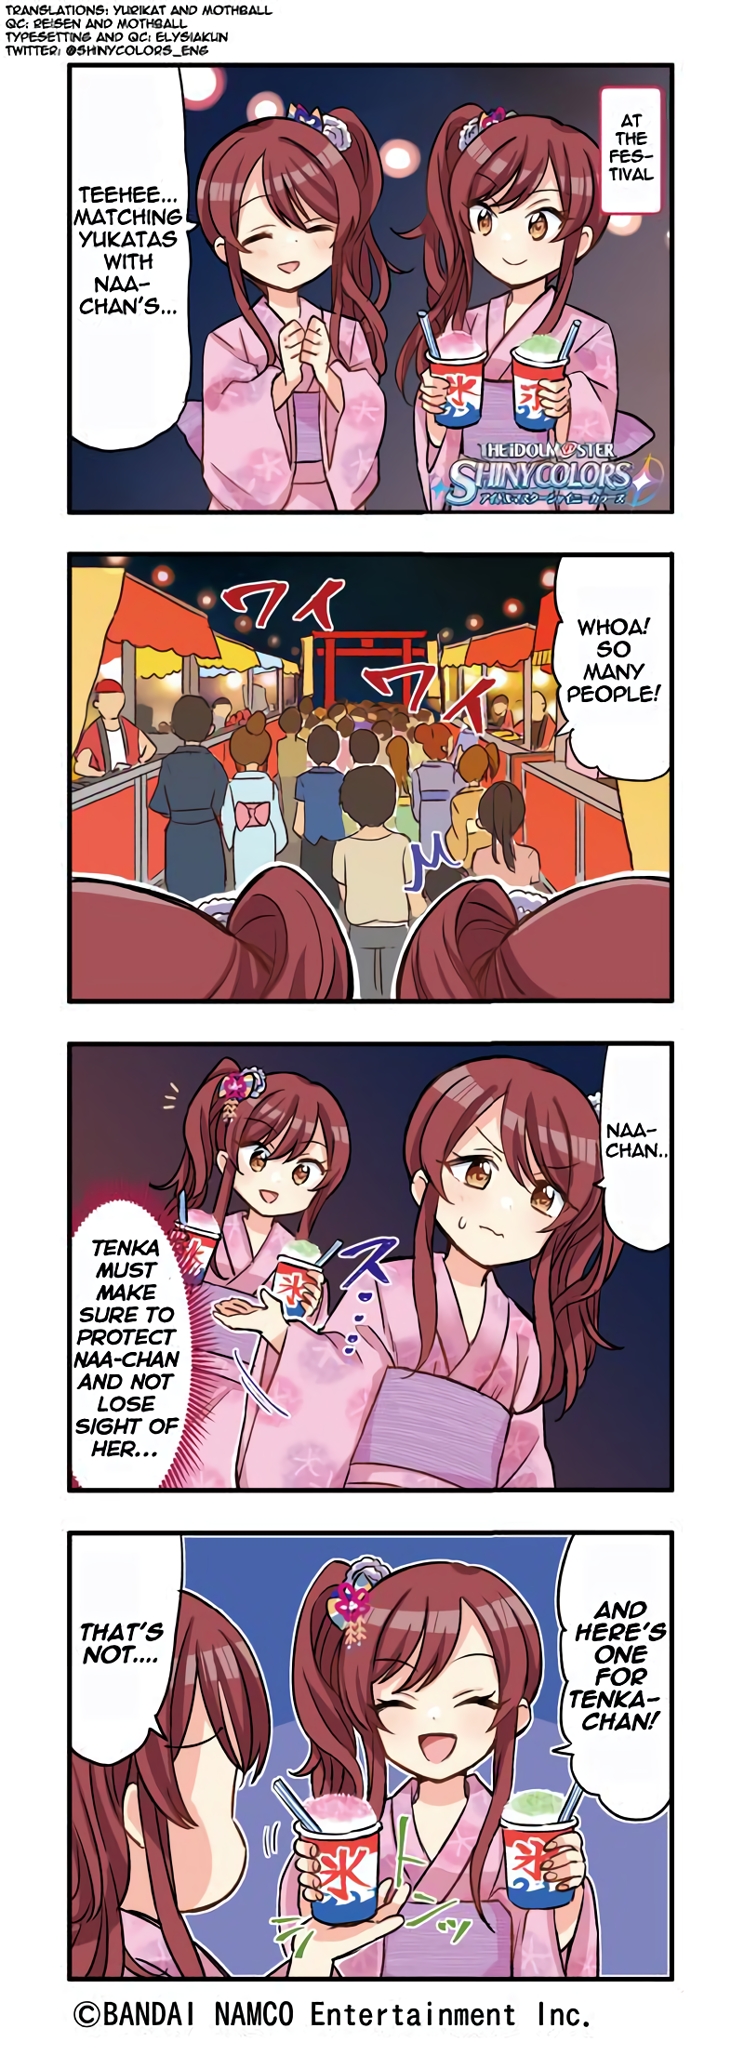 TRANSLATIONS: YURIKAT AND MOTHBALL
QC: REISEN AND MOTHBALL
TYPESETTING AND QC: ELYSIAKUN
TWITTER: @SHINYCOLORS_ENG
AT
THE
FES-
TIVAL
TEEHEE...
MATCHING
YUKATAS
WITH
NAA-
CHAN'S...
氷
氷
THE iDOLM@STER
SHINY COLORS
アイドルマスターシャイニーカラーズ
WHOA!
SO
MANY
PEOPLE!
ワイ
ワイ
NAA-
CHAN..
氷
氷
ス...
TENKA
MUST
MAKE
SURE TO
PROTECT
NAA-CHAN
AND NOT
LOSE
SIGHT OF
HER...
AND
HERE'S
ONE
FOR
TENKA-
CHAN!
THAT'S
NOT....
氷
氷
トンッ
©BANDAI NAMCO Entertainment Inc.